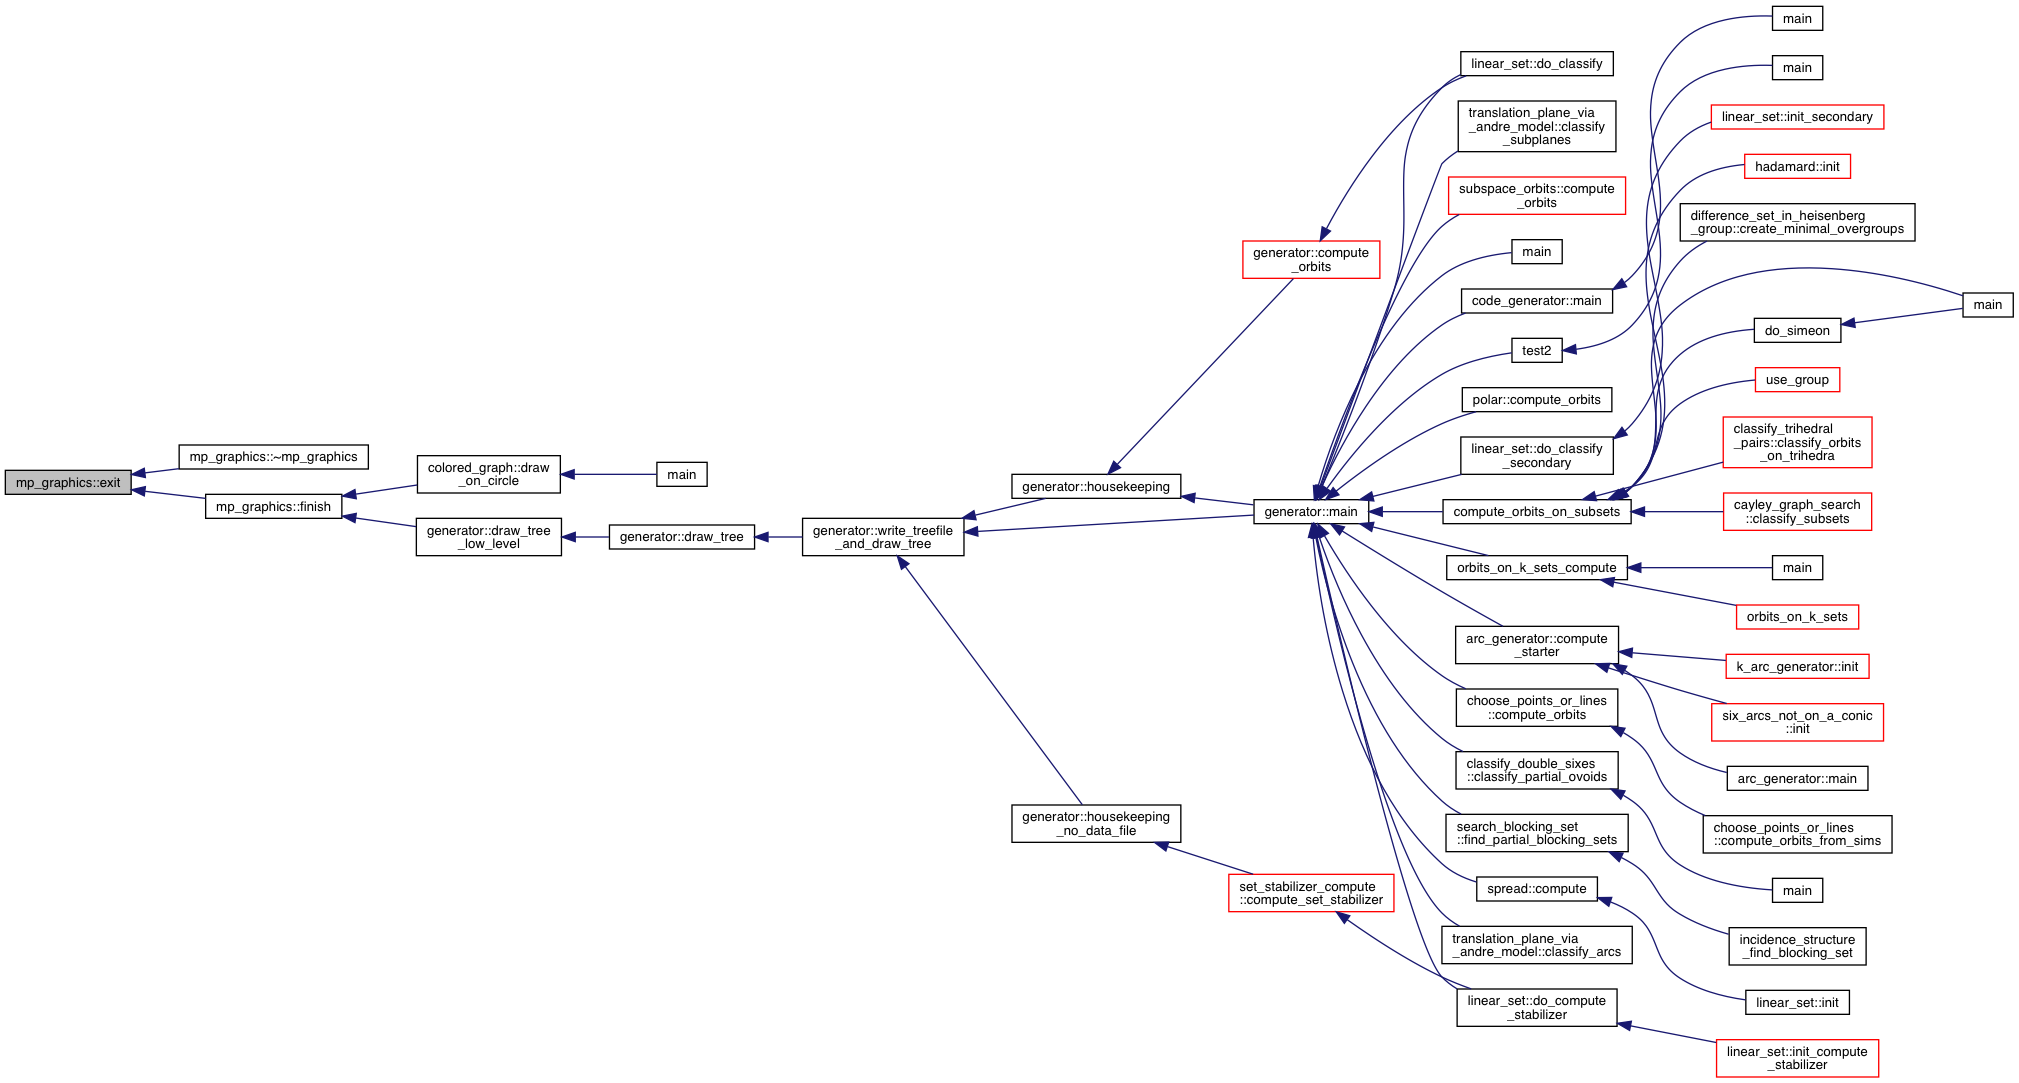 mp_graphics::exit
mp_graphics::~mp_graphics
mp_graphics::finish
colored_graph::draw
_on_circle
main
generator::draw_tree
_low_level
generator::draw_tree
generator::write_treefile
_and_draw_tree
generator::housekeeping
generator::housekeeping
_no_data_file
generator::compute
_orbits
set_stabilizer_compute
::compute_set_stabilizer
generator::main
linear_set::do_classify
translation_plane_via
_andre_model::classify
_subplanes
subspace_orbits::compute
_orbits
main
code_generator::main
test2
polar::compute_orbits
linear_set::do_classify
_secondary
compute_orbits_on_subsets
orbits_on_k_sets_compute
arc_generator::compute
_starter
choose_points_or_lines
::compute_orbits
classify_double_sixes
::classify_partial_ovoids
search_blocking_set
::find_partial_blocking_sets
spread::compute
translation_plane_via
_andre_model::classify_arcs
linear_set::do_compute
_stabilizer
main
main
linear_set::init_secondary
hadamard::init
difference_set_in_heisenberg
_group::create_minimal_overgroups
do_simeon
main
use_group
classify_trihedral
_pairs::classify_orbits
_on_trihedra
cayley_graph_search
::classify_subsets
main
orbits_on_k_sets
k_arc_generator::init
six_arcs_not_on_a_conic
::init
arc_generator::main
choose_points_or_lines
::compute_orbits_from_sims
main
incidence_structure
_find_blocking_set
linear_set::init
linear_set::init_compute
_stabilizer